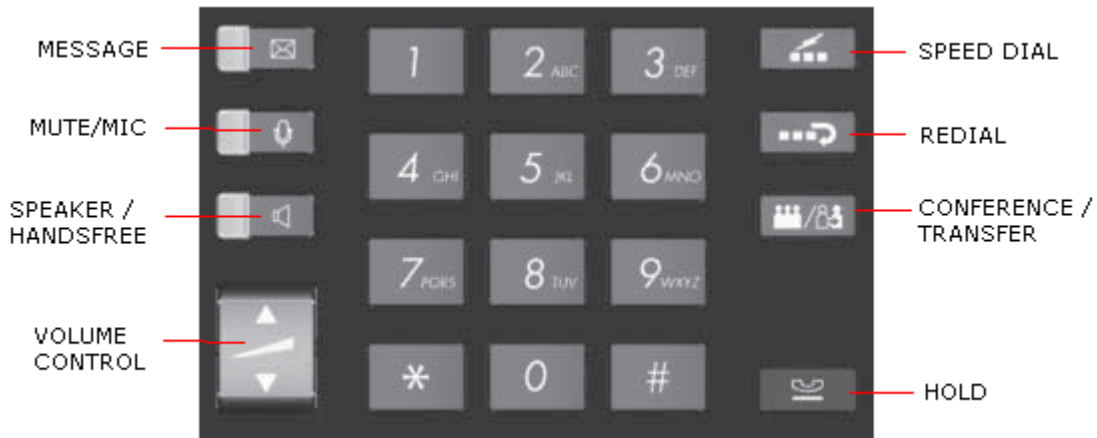 MESSAGE
MUTE/MIC
SPEAKER /
HANDSFREE
VOLUME
CONTROL
1
2 ABC
3 DEF
4 GHI
5 JKL
6 MNO
7 PQRS
8 TUV
9 WXYZ
* 0 #
SPEED DIAL
REDIAL
CONFERENCE /
TRANSFER
HOLD